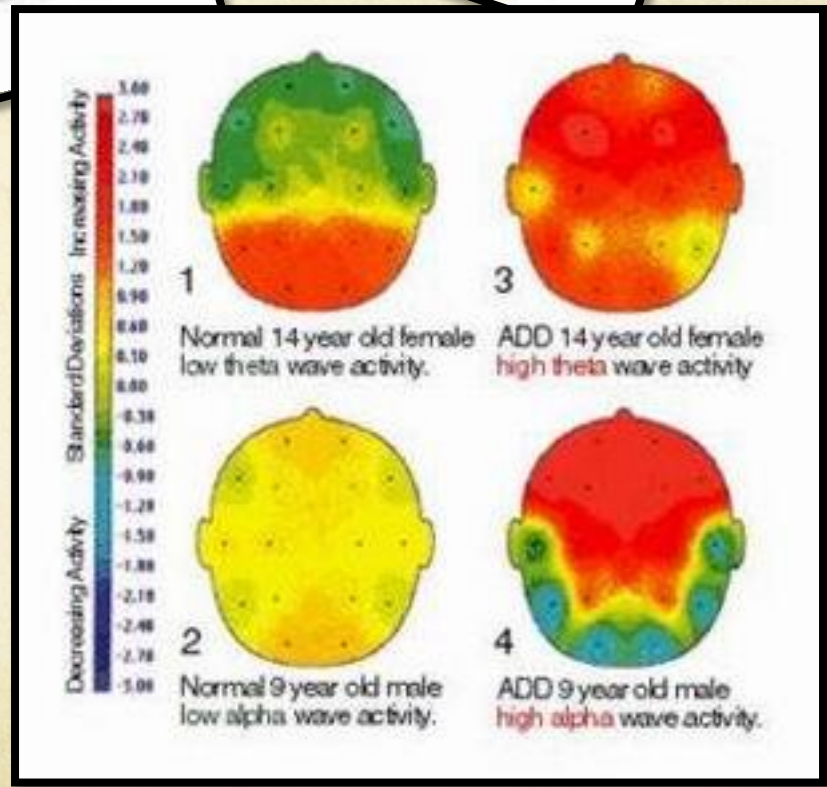 Increasing Activity
Standard Deviations
Decreasing Activity
3.00
2.70
2.40
2.10
1.80
1.50
1.20
0.90
0.60
0.10
0.00
-0.30
-0.60
-0.90
-1.20
-1.50
-1.80
-2.10
-2.40
-2.70
-3.00
1
Normal 14 year old female
low theta wave activity.
3
ADD 14 year old female
high theta wave activity
2
Normal 9 year old male
low alpha wave activity.
4
ADD 9 year old male
high alpha wave activity.